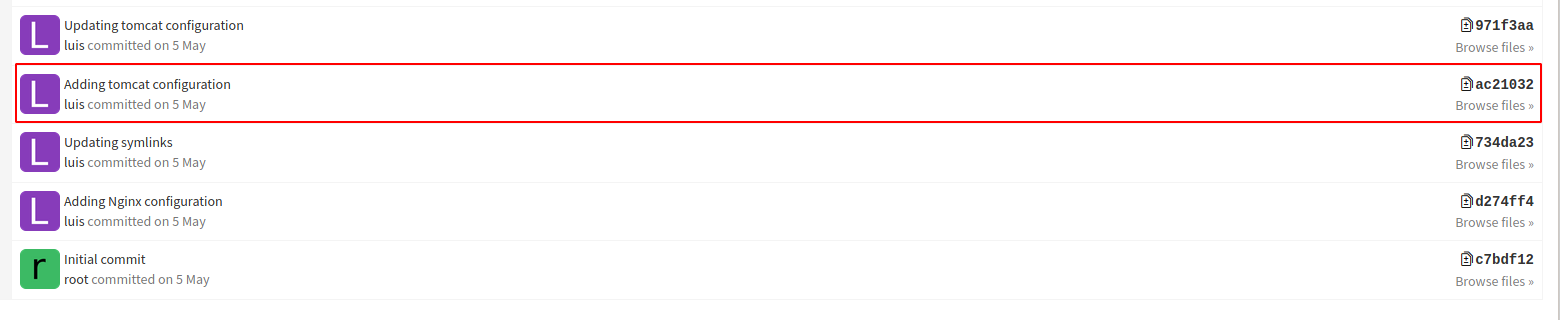 L Updating tomcat configuration 971f3aa
luis committed on 5 May Browse files »
L Adding tomcat configuration ac21032
luis committed on 5 May Browse files »
L Updating symlinks 734da23
luis committed on 5 May Browse files »
L Adding Nginx configuration d274ff4
luis committed on 5 May Browse files »
r Initial commit c7bdf12
root committed on 5 May Browse files »